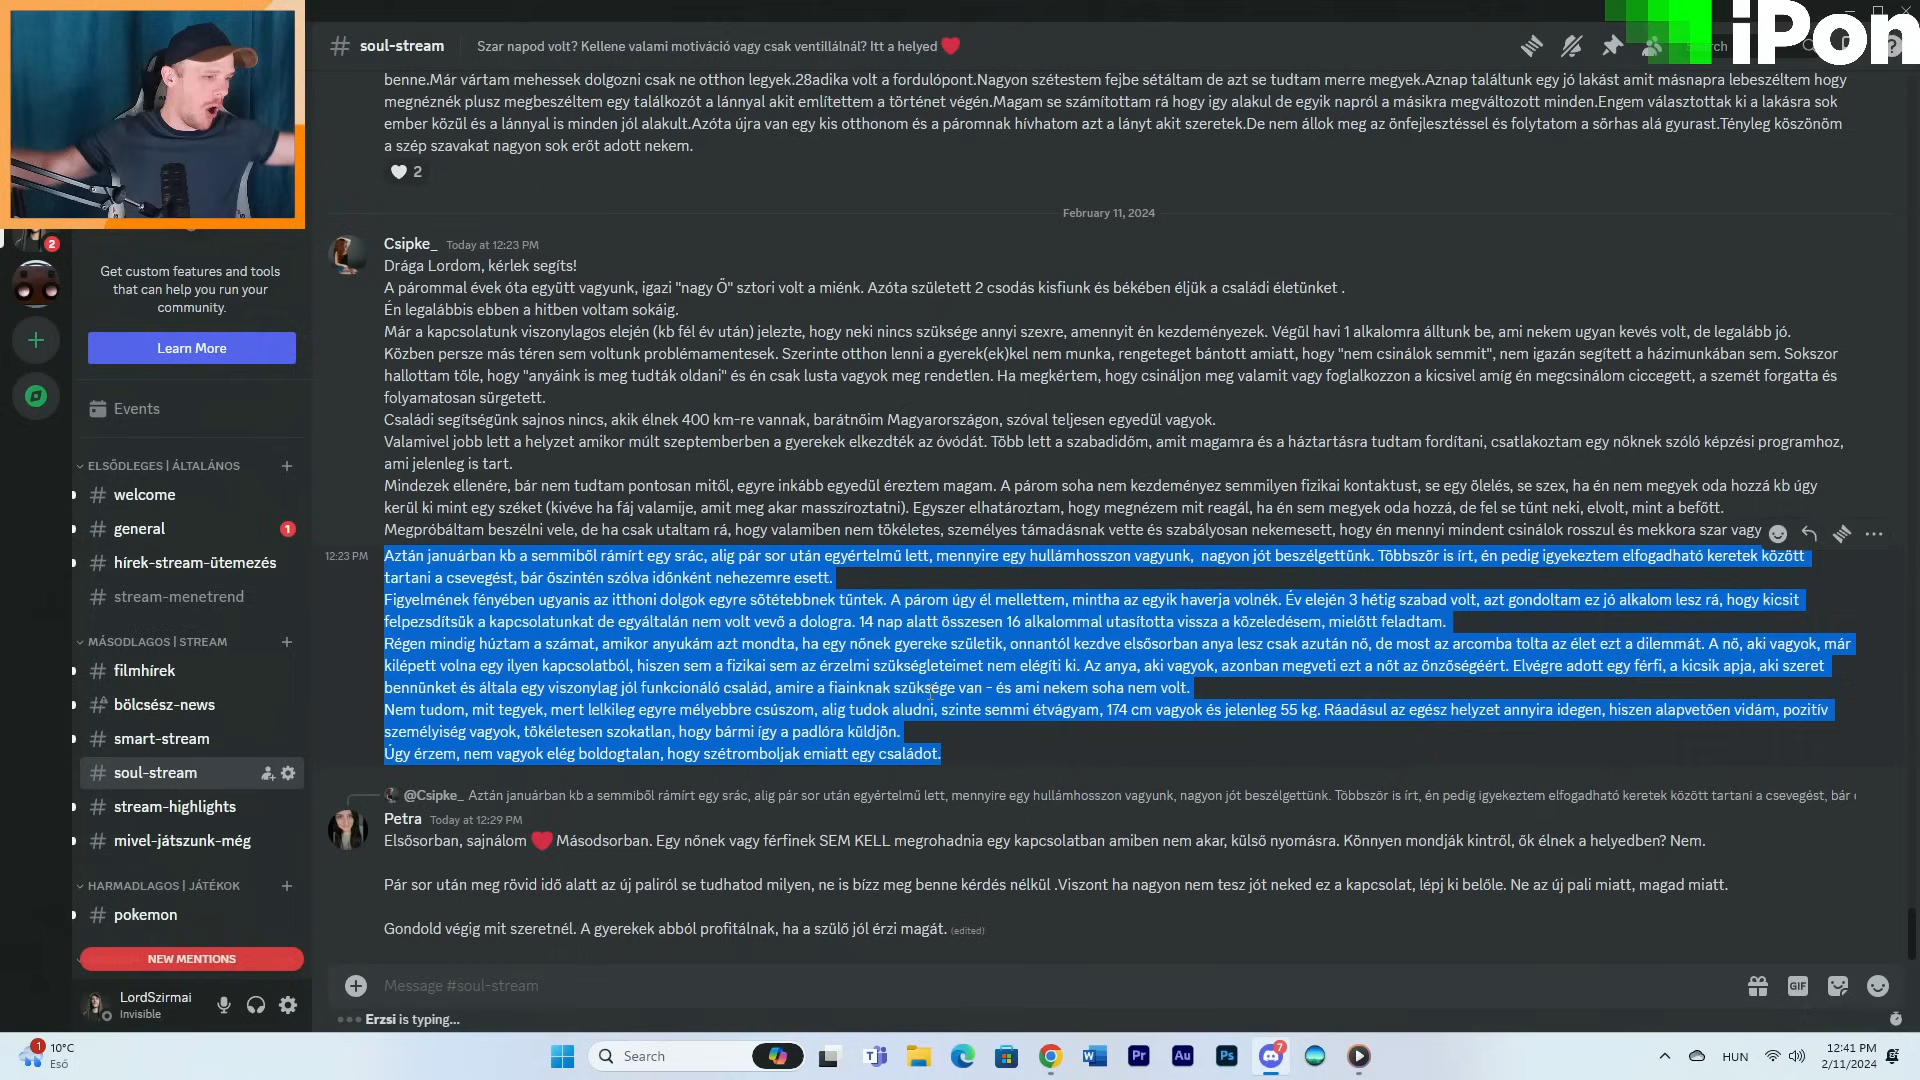 iPon
# soul-stream
Szar napod volt? Kellene valami motiváció vagy csak ventillálnál? Itt a helyed
Search
benne.Már vártam mehessek dolgozni csak ne otthon legyek.28adika volt a fordulópont.Nagyon szétestem fejbe sétáltam de azt se tudtam merre megyek.Aznap találtunk egy jó lakást amit másnapra lebeszéltem hogy
megnéznék plusz megbeszéltem egy találkozót a lánnyal akit említettem a történet végén.Magam se számítottam rá hogy igy alakul de egyik napról a másikra megváltozott minden.Engem választottak ki a lakásra sok
ember közül és a lánnyal is minden jól alakult.Azóta újra van egy kis otthonom és a páromnak hívhatom azt a lányt akit szeretek.De nem állok meg az önfejlesztéssel és folytatom a sörhas alá gyurast.Tényleg köszönöm
a szép szavakat nagyon sok erőt adott nekem.
2
February 11, 2024
Csipke_ Today at 12:23 PM
Drága Lordom, kérlek segíts!
A párommal évek óta együtt vagyunk, igazi "nagy Ő" sztori volt a miénk. Azóta született 2 csodás kisfiunk és békében éljük a családi életünket .
Én legalábbis ebben a hitben voltam sokáig.
Már a kapcsolatunk viszonylagos elején (kb fél év után) jelezte, hogy neki nincs szüksége annyi szexre, amennyit én kezdeményezek. Végül havi 1 alkalomra álltunk be, ami nekem ugyan kevés volt, de legalább jó.
Közben persze más téren sem voltunk problémamentesek. Szerinte otthon lenni a gyerek(ek)kel nem munka, rengeteget bántott amiatt, hogy "nem csinálok semmit", nem igazán segített a házimunkában sem. Sokszor
hallottam tőle, hogy "anyáink is meg tudták oldani" és én csak lusta vagyok meg rendetlen. Ha megkértem, hogy csináljon meg valamit vagy foglalkozzon a kicsivel amíg én megcsinálom ciccegett, a szemét forgatta és
folyamatosan sürgetett.
Családi segítségünk sajnos nincs, akik élnek 400 km-re vannak, barátnőim Magyarországon, szóval teljesen egyedül vagyok.
Valamivel jobb lett a helyzet amikor múlt szeptemberben a gyerekek elkezdték az óvódát. Több lett a szabadidőm, amit magamra és a háztartásra tudtam fordítani, csatlakoztam egy nőknek szóló képzési programhoz,
ami jelenleg is tart.
Mindezek ellenére, bár nem tudtam pontosan mitől, egyre inkább egyedül éreztem magam. A párom soha nem kezdeményez semmilyen fizikai kontaktust, se egy ölelés, se szex, ha én nem megyek oda hozzá kb úgy
kerül ki mint egy széket (kivéve ha fáj valamije, amit meg akar masszíroztatni). Egyszer elhatároztam, hogy megnézem mit reagál, ha én sem megyek oda hozzá, de fel se tűnt neki, elvolt, mint a befőtt.
Megpróbáltam beszélni vele, de ha csak utaltam rá, hogy valamiben nem tökéletes, személyes támadásnak vette és szabályosan nekemesett, hogy én mennyi mindent csinálok rosszul és mekkora szar vagy
12:23 PM
Aztán januárban kb a semmiből rámírt egy srác, alig pár sor után egyértelmű lett, mennyire egy hullámhosszon vagyunk, nagyon jót beszélgettünk. Többször is írt, én pedig igyekeztem elfogadható keretek között
tartani a csevegést, bár őszintén szólva időnként nehezemre esett.
Figyelmének fényében ugyanis az itthoni dolgok egyre sötétebbnek tűntek. A párom úgy él mellettem, mintha az egyik haverja volnék. Év elején 3 hétig szabad volt, azt gondoltam ez jó alkalom lesz rá, hogy kicsit
felpezsdítsük a kapcsolatunkat de egyáltalán nem volt vevő a dologra. 14 nap alatt összesen 16 alkalommal utasította vissza a közeledésem, mielőtt feladtam.
Régen mindig húztam a számat, amikor anyukám azt mondta, ha egy nőnek gyereke születik, onnantól kezdve elsősorban anya lesz csak azután nő, de most az arcomba tolta az élet ezt a dilemmát. A nő, aki vagyok, már
kilépett volna egy ilyen kapcsolatból, hiszen sem a fizikai sem az érzelmi szükségleteimet nem elégíti ki. Az anya, aki vagyok, azonban megveti ezt a nőt az önzőségéért. Elvégre adott egy férfi, a kicsik apja, aki szeret
bennünket és általa egy viszonylag jól funkcionáló család, amire a fiainknak szüksége van - és ami nekem soha nem volt.
Nem tudom, mit tegyek, mert lelkileg egyre mélyebbre csúszom, alig tudok aludni, szinte semmi étvágyam, 174 cm vagyok és jelenleg 55 kg. Ráadásul az egész helyzet annyira idegen, hiszen alapvetően vidám, pozitív
személyiség vagyok, tökéletesen szokatlan, hogy bármi így a padlóra küldjön.
Úgy érzem, nem vagyok elég boldogtalan, hogy szétromboljak emiatt egy családot.
@Csipke_ Aztán januárban kb a semmiből rámírt egy srác, alig pár sor után egyértelmű lett, mennyire egy hullámhosszon vagyunk, nagyon jót beszélgettünk. Többször is írt, én pedig igyekeztem elfogadható keretek között tartani a csevegést, bár
Petra Today at 12:29 PM
Elsősorban, sajnálom Másodsorban. Egy nőnek vagy férfinek SEM KELL megrohadnia egy kapcsolatban amiben nem akar, külső nyomásra. Könnyen mondják kintről, ők élnek a helyedben? Nem.
Pár sor után meg rövid idő alatt az új paliról se tudhatod milyen, ne is bízz meg benne kérdés nélkül .Viszont ha nagyon nem tesz jót neked ez a kapcsolat, lépj ki belőle. Ne az új pali miatt, magad miatt.
Gondold végig mit szeretnél. A gyerekek abból profitálnak, ha a szülő jól érzi magát. (edited)
Message #soul-stream
GIF
Erzsi is typing...
2
Get custom features and tools
that can help you run your
community.
Learn More
Events
ELSŐDLEGES | ÁLTALÁNOS
# welcome
# general 1
# hírek-stream-ütemezés
# stream-menetrend
MÁSODLAGOS | STREAM
# filmhírek
# bölcsész-news
# smart-stream
# soul-stream
# stream-highlights
# mivel-játszunk-még
HARMADLAGOS | JÁTÉKOK
# pokemon
NEW MENTIONS
LordSzirmai
Invisible
1
10°C
Eső
Search
Pr
Au
Ps
7
HUN
12:41 PM
2/11/2024